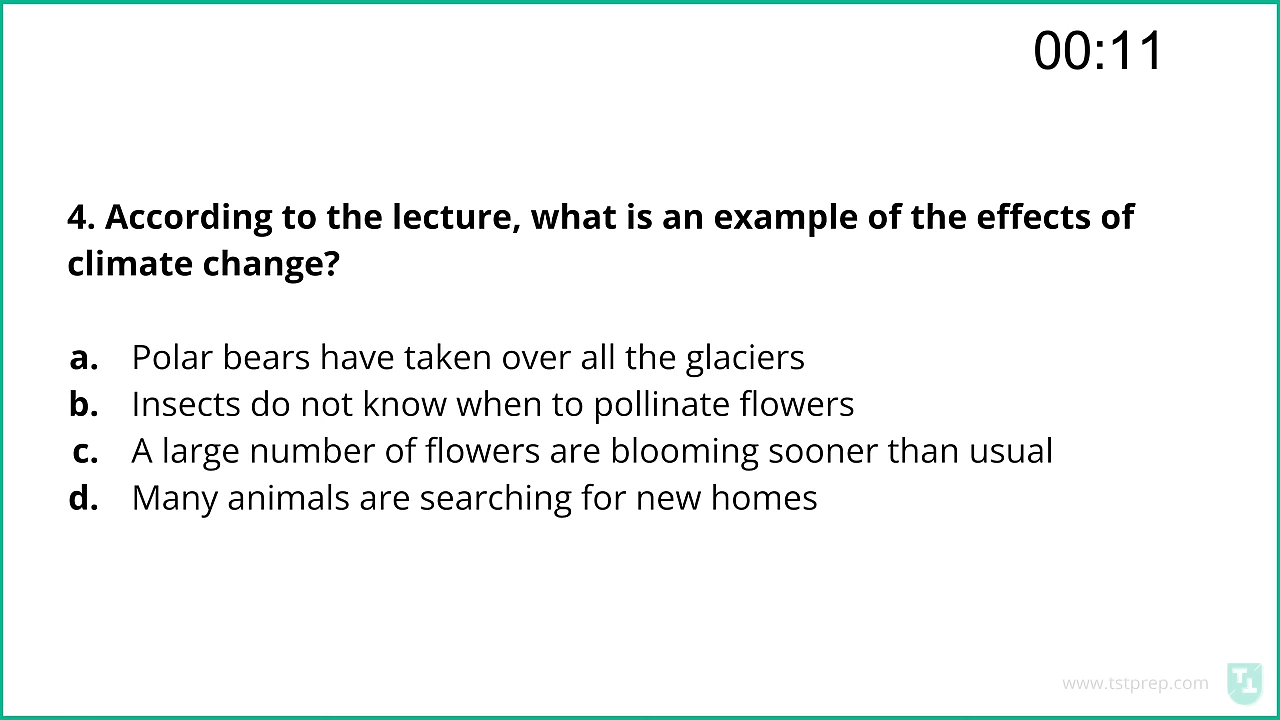 00:11
4. According to the lecture, what is an example of the effects of
climate change?
a. Polar bears have taken over all the glaciers
b. Insects do not know when to pollinate flowers
c. A large number of flowers are blooming sooner than usual
d. Many animals are searching for new homes
www.tstprep.com